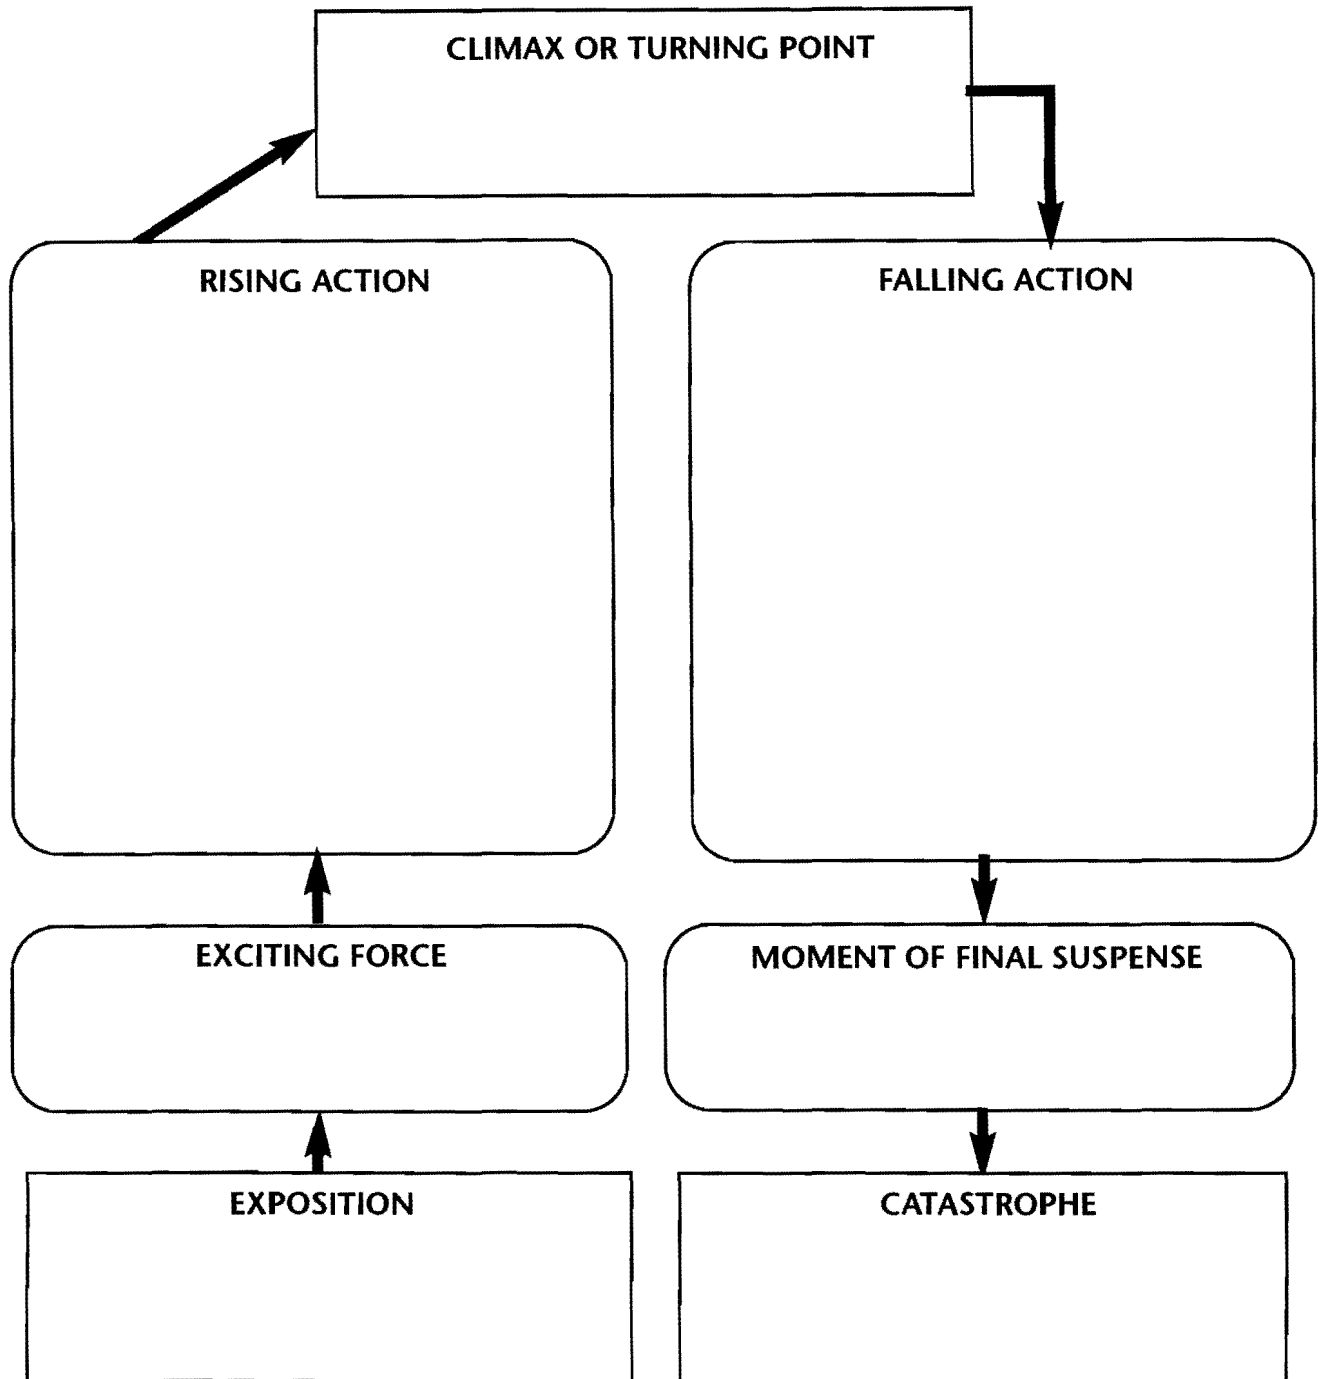 CLIMAX OR TURNING POINT
RISING ACTION
FALLING ACTION
EXCITING FORCE
MOMENT OF FINAL SUSPENSE
EXPOSITION
CATASTROPHE